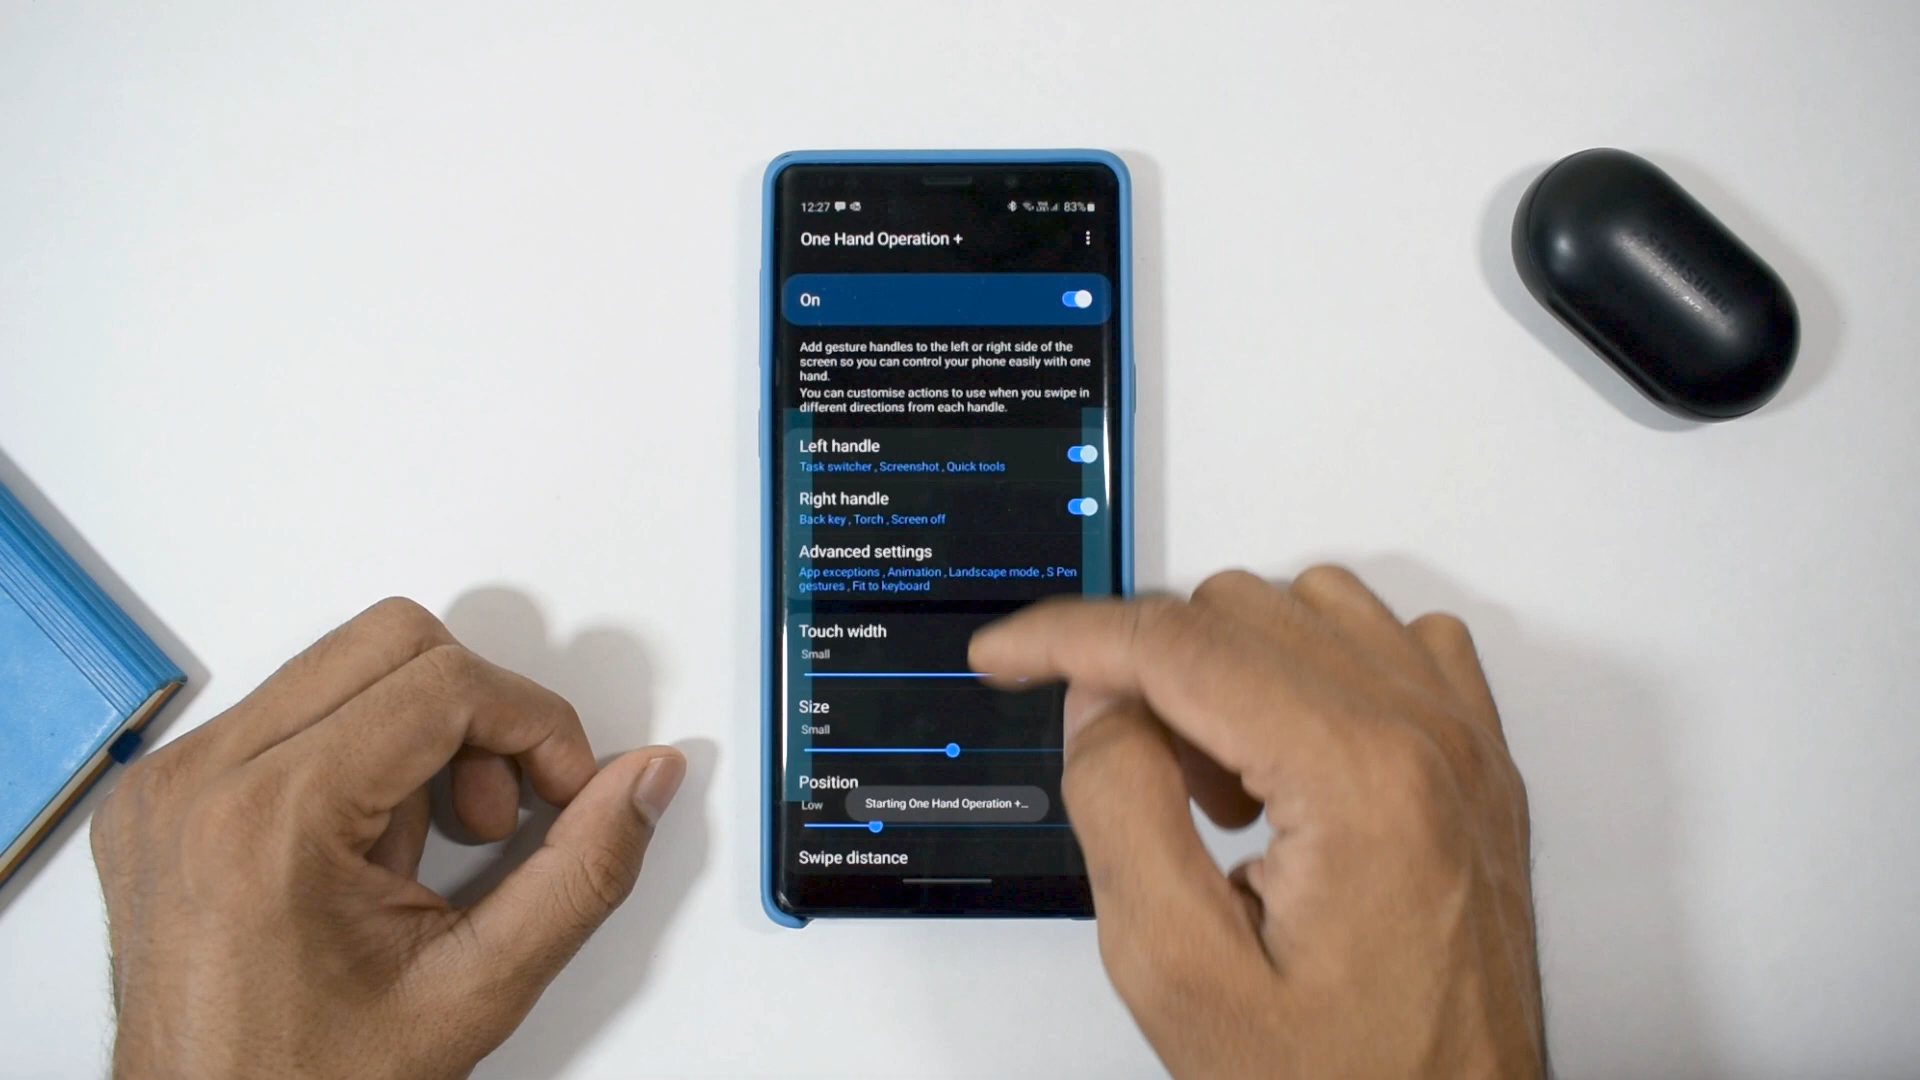 12:27 83%
One Hand Operation +
On
Add gesture handles to the left or right side of the
screen so you can control your phone easily with one
hand.
You can customise actions to use when you swipe in
different directions from each handle.
Left handle
Task switcher , Screenshot , Quick tools
Right handle
Back key , Torch , Screen off
Advanced settings
App exceptions , Animation , Landscape mode , S Pen
gestures , Fit to keyboard
Touch width
Small
Size
Small
Position
Low
Starting One Hand Operation +...
Swipe distance
SAMSUNG